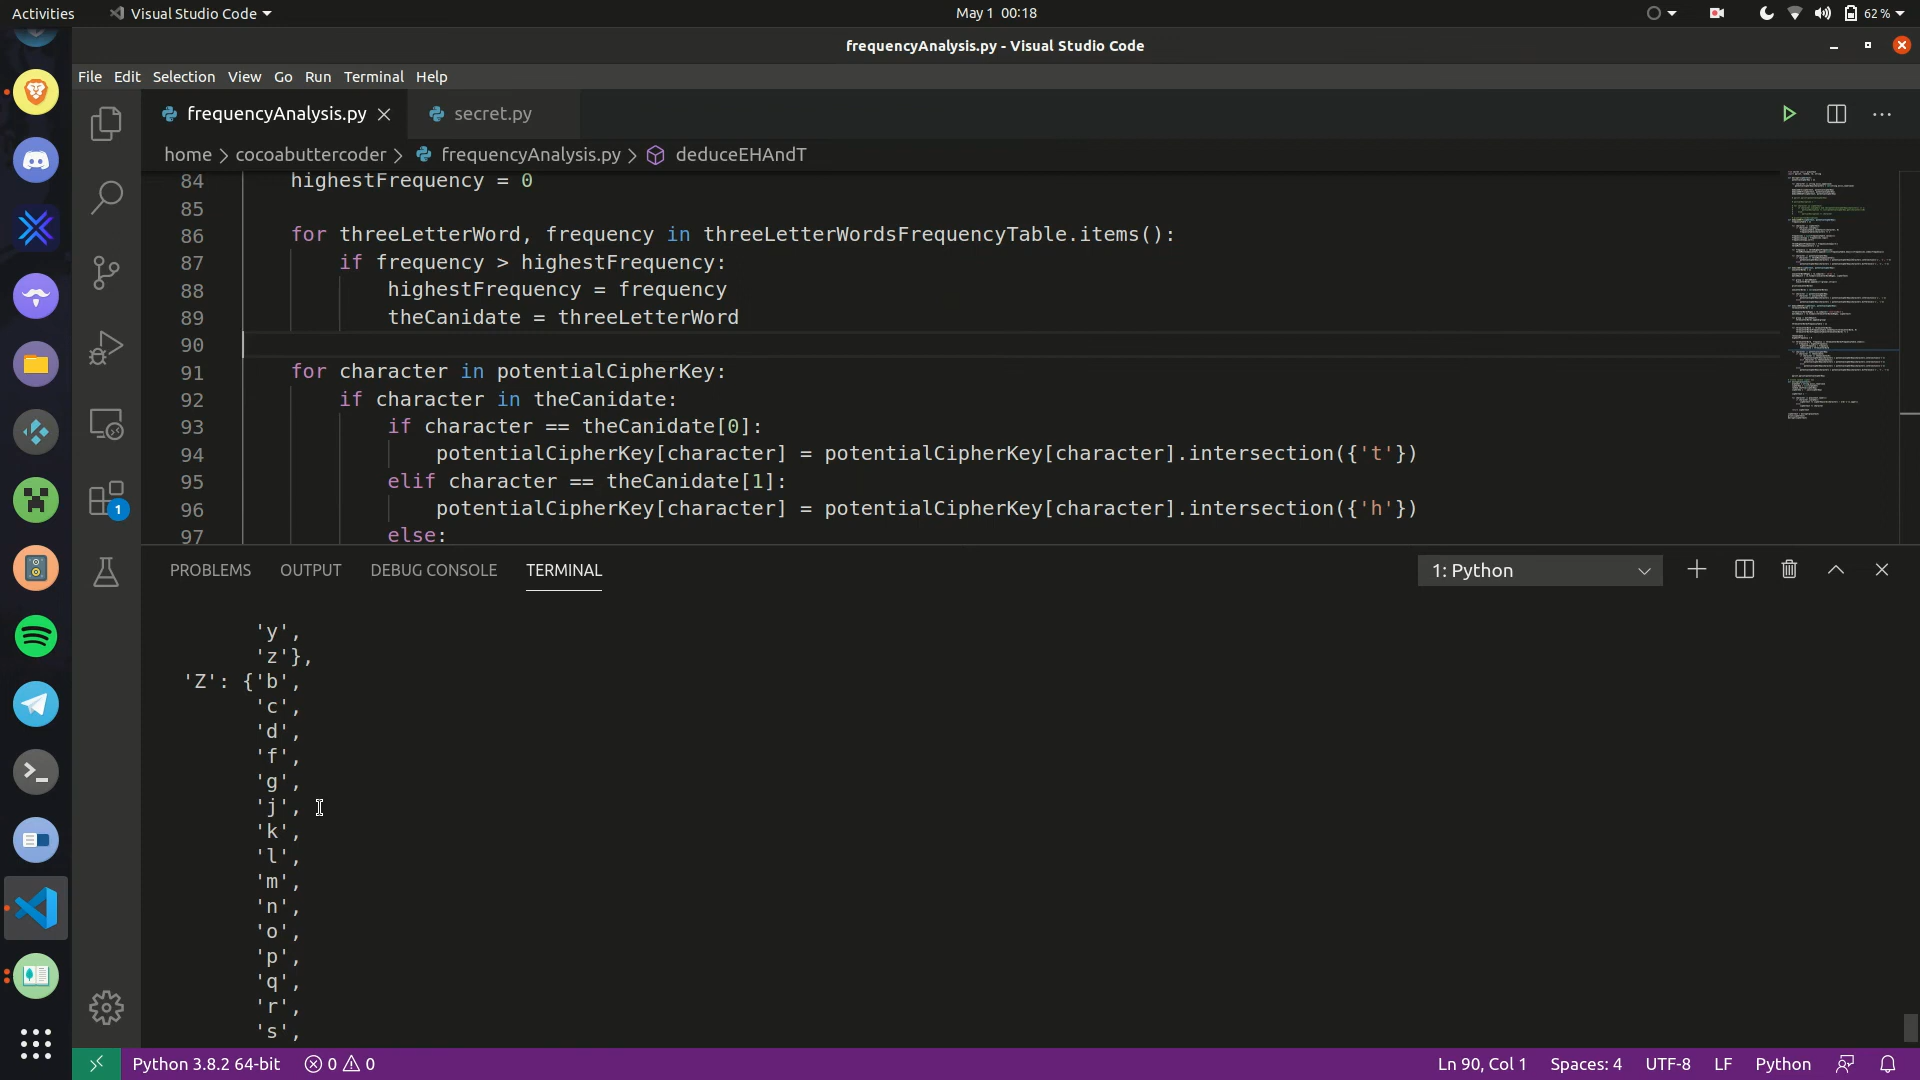 Activities
Visual Studio Code
May 1 00:18
62 %
frequencyAnalysis.py - Visual Studio Code
File Edit Selection View Go Run Terminal Help
frequencyAnalysis.py
secret.py
home > cocoabuttercoder > frequencyAnalysis.py > deduceEHAndT
84 highestFrequency = 0
85
86 for threeLetterWord, frequency in threeLetterWordsFrequencyTable.items():
87 if frequency > highestFrequency:
88 highestFrequency = frequency
89 theCanidate = threeLetterWord
90
91 for character in potentialCipherKey:
92 if character in theCanidate:
93 if character == theCanidate[0]:
94 potentialCipherKey[character] = potentialCipherKey[character].intersection({'t'})
95 elif character == theCanidate[1]:
96 potentialCipherKey[character] = potentialCipherKey[character].intersection({'h'})
97 else:
1
PROBLEMS OUTPUT DEBUG CONSOLE TERMINAL
1: Python
'y',
'z'},
'Z': {'b',
'c',
'd',
'f',
'g',
'j',
'k',
'l',
'm',
'n',
'o',
'p',
'q',
'r',
's',
Python 3.8.2 64-bit
0 0
Ln 90, Col 1
Spaces: 4
UTF-8
LF
Python